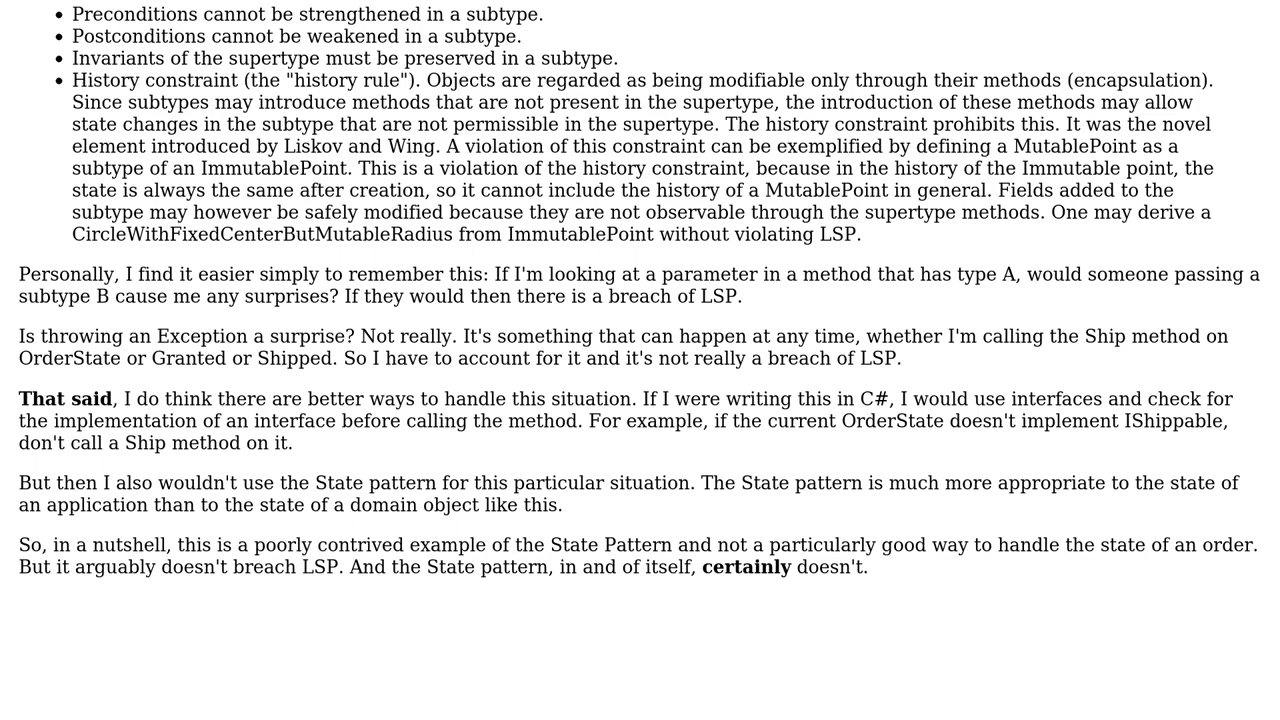 • Preconditions cannot be strengthened in a subtype.
• Postconditions cannot be weakened in a subtype.
• Invariants of the supertype must be preserved in a subtype.
• History constraint (the "history rule"). Objects are regarded as being modifiable only through their methods (encapsulation).
Since subtypes may introduce methods that are not present in the supertype, the introduction of these methods may allow
state changes in the subtype that are not permissible in the supertype. The history constraint prohibits this. It was the novel
element introduced by Liskov and Wing. A violation of this constraint can be exemplified by defining a MutablePoint as a
subtype of an ImmutablePoint. This is a violation of the history constraint, because in the history of the Immutable point, the
state is always the same after creation, so it cannot include the history of a MutablePoint in general. Fields added to the
subtype may however be safely modified because they are not observable through the supertype methods. One may derive a
CircleWithFixedCenterButMutableRadius from ImmutablePoint without violating LSP.
Personally, I find it easier simply to remember this: If I'm looking at a parameter in a method that has type A, would someone passing a
subtype B cause me any surprises? If they would then there is a breach of LSP.
Is throwing an Exception a surprise? Not really. It's something that can happen at any time, whether I'm calling the Ship method on
OrderState or Granted or Shipped. So I have to account for it and it's not really a breach of LSP.
That said, I do think there are better ways to handle this situation. If I were writing this in C#, I would use interfaces and check for
the implementation of an interface before calling the method. For example, if the current OrderState doesn't implement IShippable,
don't call a Ship method on it.
But then I also wouldn't use the State pattern for this particular situation. The State pattern is much more appropriate to the state of
an application than to the state of a domain object like this.
So, in a nutshell, this is a poorly contrived example of the State Pattern and not a particularly good way to handle the state of an order.
But it arguably doesn't breach LSP. And the State pattern, in and of itself, certainly doesn't.